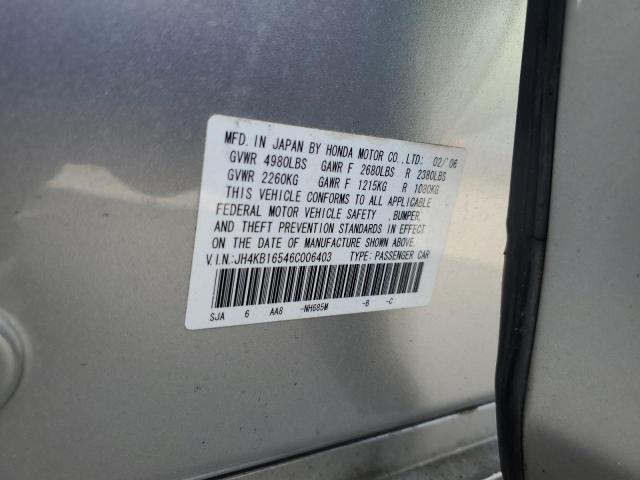 MFD. IN JAPAN BY HONDA MOTOR CO.,LTD: 02/'06
GVWR 4980LBS GAWR F 2680LBS R 2380LBS
GVWR 2260KG GAWR F 1215KG R 1080KG
THIS VEHICLE CONFORMS TO ALL APPLICABLE
FEDERAL MOTOR VEHICLE SAFETY ,BUMPER,
AND THEFT PREVENTION STANDARDS IN EFFECT
ON THE DATE OF MANUFACTURE SHOWN ABOVE.
V.I.N:JH4KB16546C006403 TYPE: PASSENGER CAR
SJA 6 AA8 -NH685M -B -C